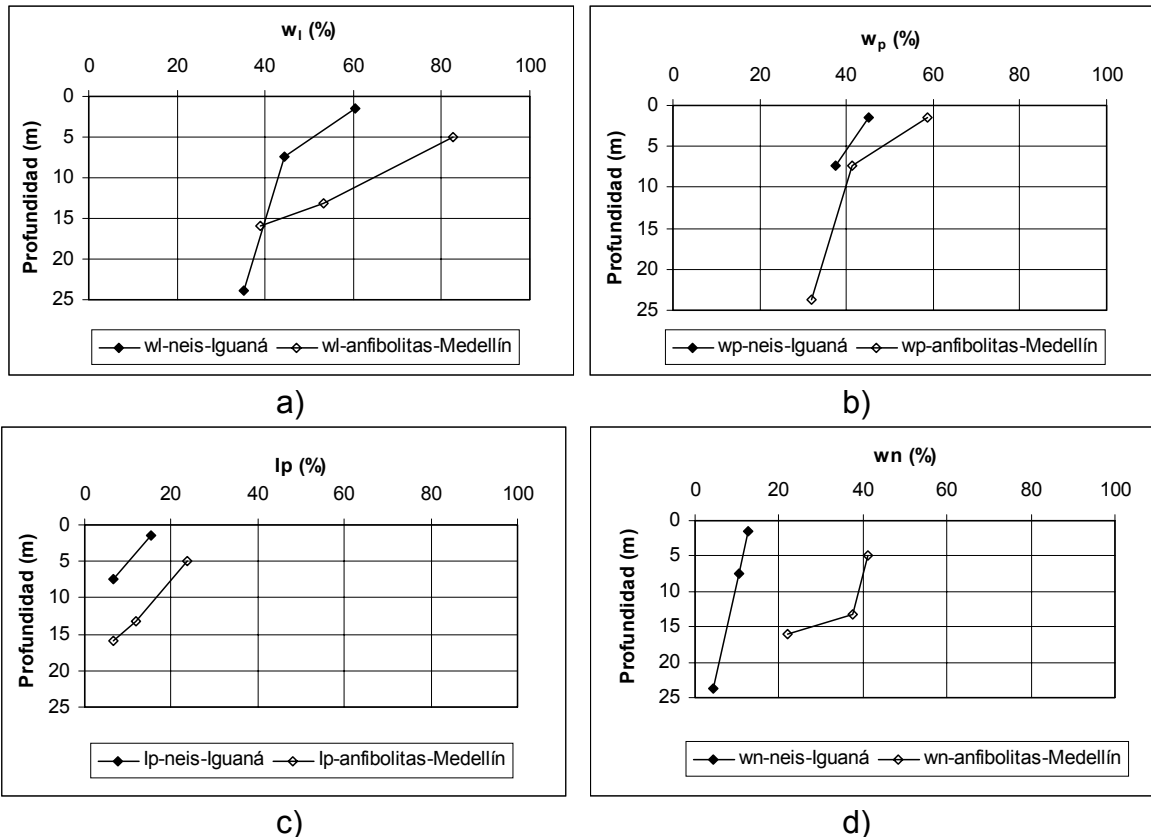 w_l (%)
0 20 40 60 80 100
0
5
10
15
20
25
Profundidad (m)
wl-neis-Iguaná wl-anfibolitas-Medellín
a)
w_p (%)
0 20 40 60 80 100
0
5
10
15
20
25
Profundidad (m)
wp-neis-Iguaná wp-anfibolitas-Medellín
b)
Ip (%)
0 20 40 60 80 100
0
5
10
15
20
25
Profundidad (m)
Ip-neis-Iguaná Ip-anfibolitas-Medellín
c)
wn (%)
0 20 40 60 80 100
0
5
10
15
20
25
Profundidad (m)
wn-neis-Iguaná wn-anfibolitas-Medellín
d)